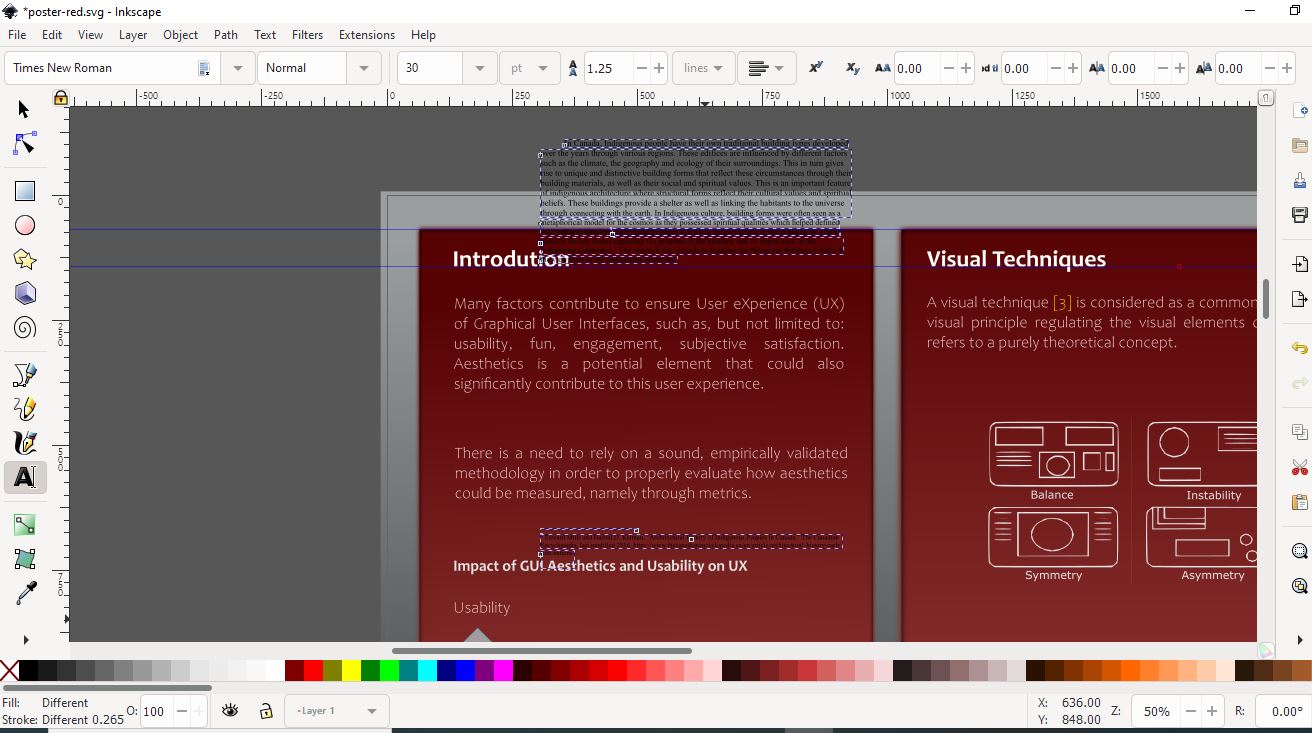 *poster-red.svg - Inkscape
File Edit View Layer Object Path Text Filters Extensions Help
Times New Roman Normal 30 pt 1.25 lines 0.00 0.00 0.00 0.00
-500 -250 0 250 500 750 1000 1250 1500
In Canada, Indigenous people have their own traditional building types developed
over the years through various regions. These edifices are influenced by different factors
such as the climate, the geography and ecology of their surroundings. This in turn gives
rise to unique and distinctive building forms that reflect these circumstances through their
building materials, as well as their social and spiritual values. This is an important feature
of indigenous architecture where structural forms reflect their cultural values and spiritual
beliefs. These buildings provide a shelter as well as linking the habitants to the universe
through connecting with the earth. In Indigenous culture, building forms were often seen as a
metaphorical model for the cosmos as they possessed spiritual qualities which helped defined
Introdution
Many factors contribute to ensure User eXperience (UX)
of Graphical User Interfaces, such as, but not limited to:
usability, fun, engagement, subjective satisfaction.
Aesthetics is a potential element that could also
significantly contribute to this user experience.
There is a need to rely on a sound, empirically validated
methodology in order to properly evaluate how aesthetics
could be measured, namely through metrics.
Impact of GUI Aesthetics and Usability on UX
Usability
Visual Techniques
A visual technique [3] is considered as a common
visual principle regulating the visual elements
refers to a purely theoretical concept.
Balance Instability
Symmetry Asymmetry
0
250
500
750
Fill: Different
Stroke: Different 0.265 O: 100 -Layer 1 X: 636.00 Y: 848.00 Z: 50% R: 0.00°